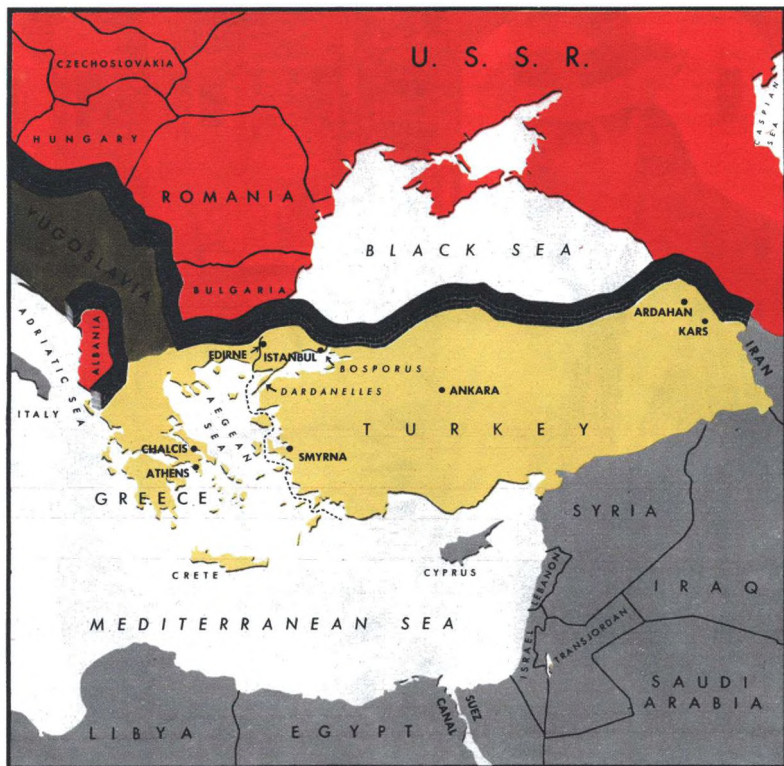 U. S. S. R.
CZECHOSLOVAKIA
CASPIAN SEA
HUNGARY
ROMANIA
YUGOSLAVIA
BLACK SEA
BULGARIA
ARDAHAN
KARS
ADRIATIC SEA
ALBANIA
IRAN
EDIRNE
ISTANBUL
BOSPORUS
DARDANELLES
ANKARA
ITALY
AEGEAN SEA
TURKEY
CHALCIS
SMYRNA
ATHENS
GREECE
SYRIA
CRETE
CYPRUS
LEBANON
IRAQ
MEDITERRANEAN SEA
ISRAEL
TRANSJORDAN
SAUDI
ARABIA
SUEZ
CANAL
LIBYA
EGYPT